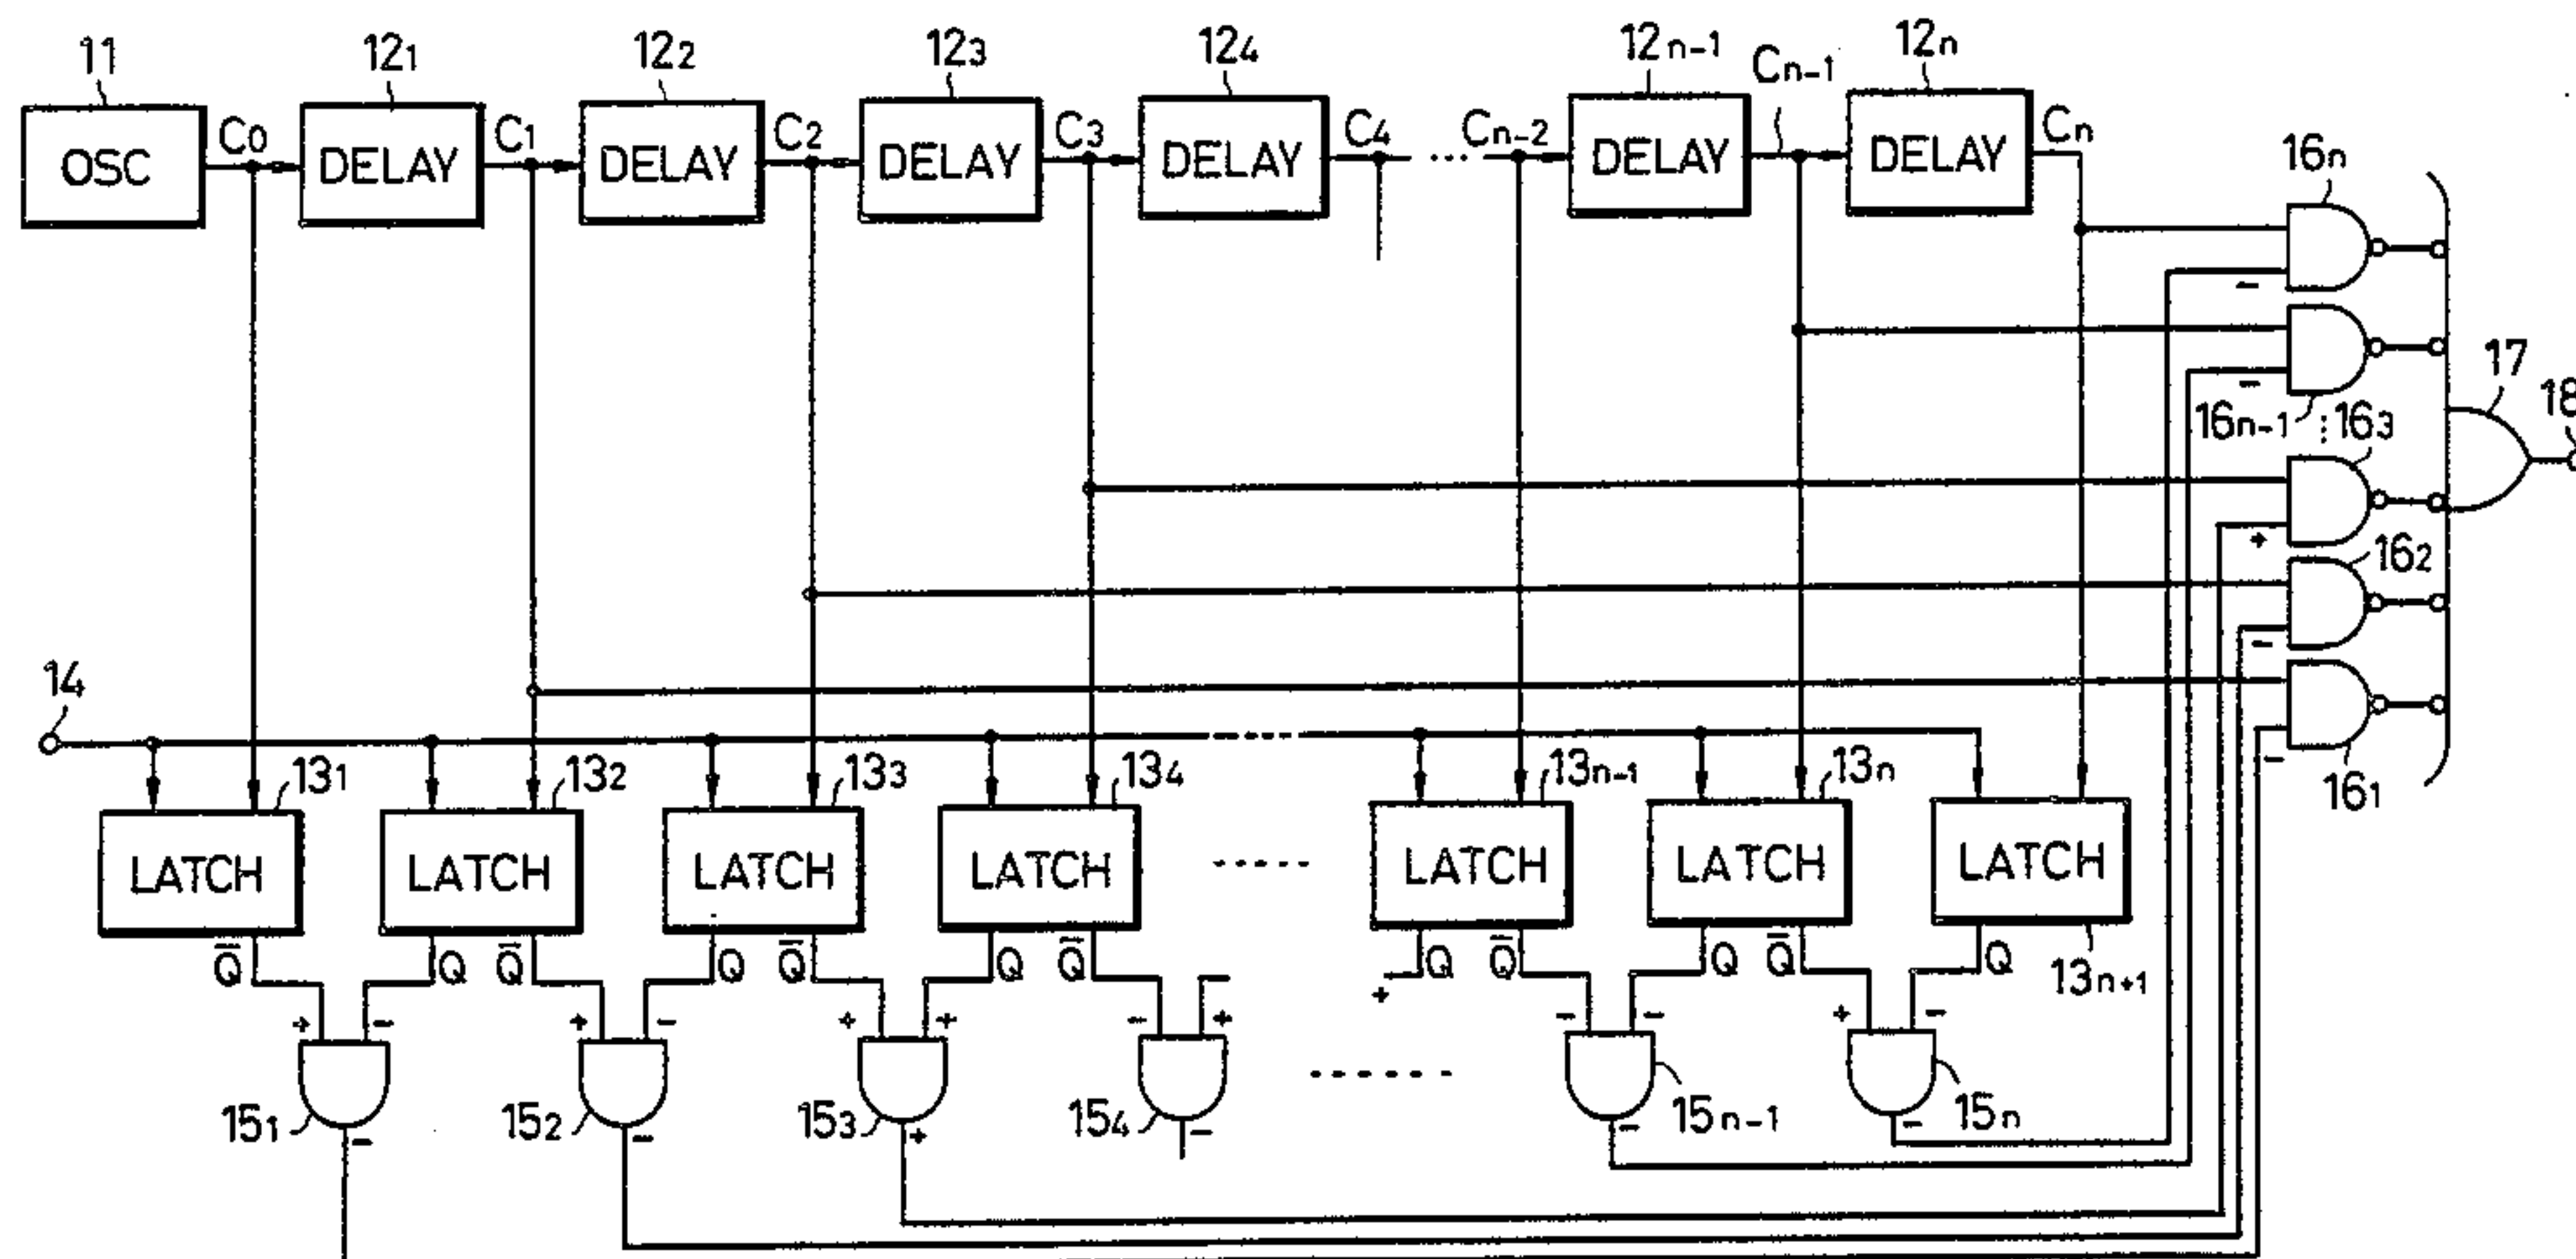 11 12₁ 12₂ 12₃ 12₄ 12n-1 Cn-1 12n
OSC C0 DELAY C1 DELAY C2 DELAY C3 DELAY C4 ... Cn-2 DELAY DELAY Cn
16n
-
-
16n-1
17
18
16₃
+
16₂
-
-
16₁
14
13₁ 13₂ 13₃ 13₄ 13n-1 13n
LATCH LATCH LATCH LATCH ..... LATCH LATCH LATCH
Q̅ Q Q̅ Q Q̅ Q Q̅ Q Q̅ Q Q̅ Q 13n+1
+ - + - + + - + + - - + -
15₁ - 15₂ - 15₃ + 15₄ - ...... 15n-1 - 15n -